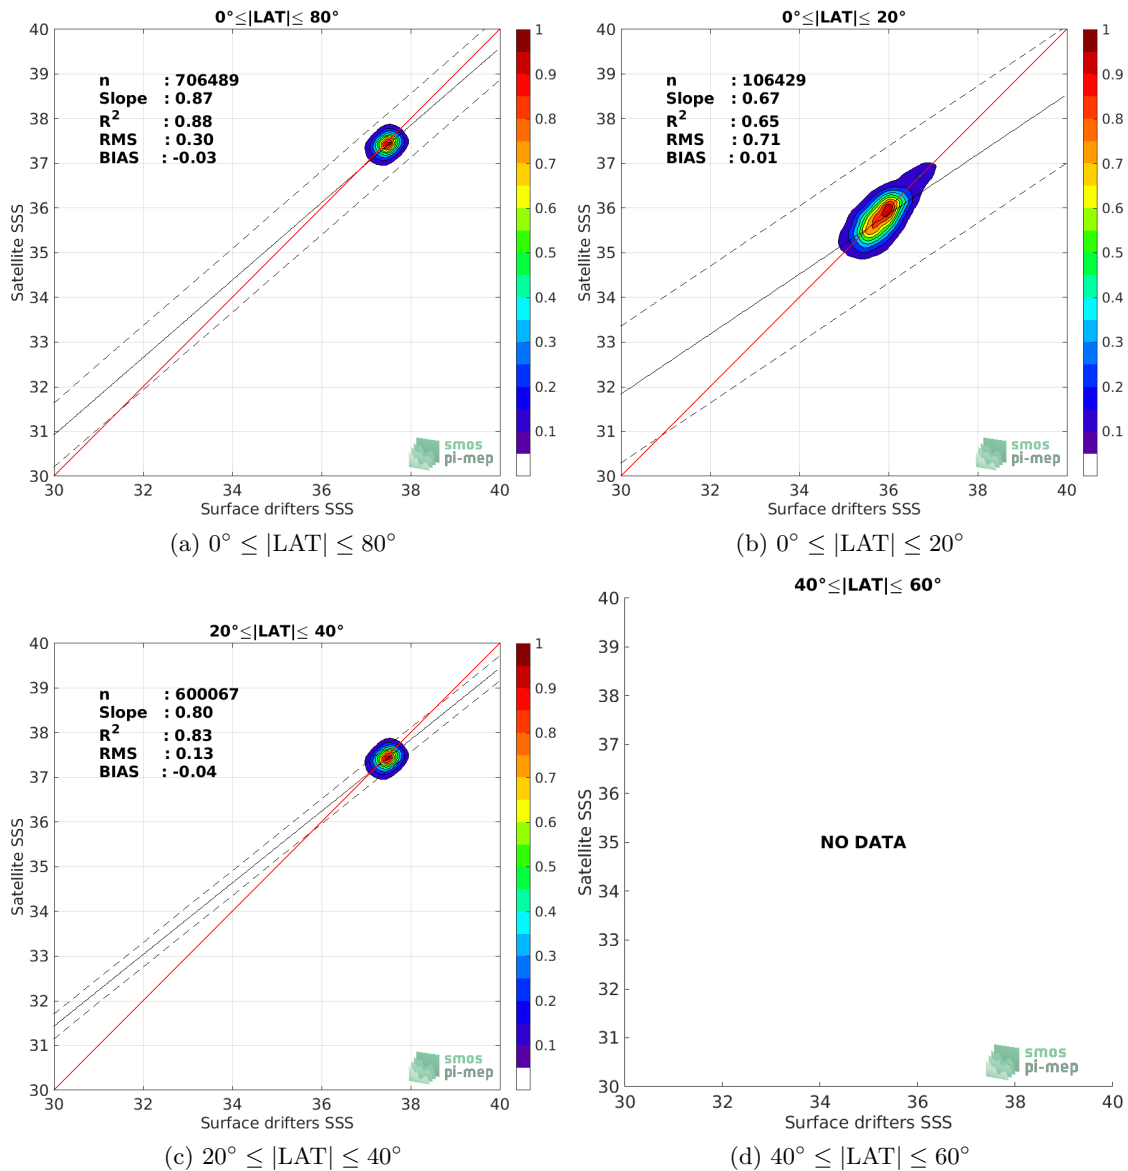 0°≤|LAT|≤ 80°
40
39
38
37
36
35
34
33
32
31
30
Satellite SSS
n : 706489
Slope : 0.87
R² : 0.88
RMS : 0.30
BIAS : -0.03
smos
pi-mep
30 32 34 36 38 40
Surface drifters SSS
1
0.9
0.8
0.7
0.6
0.5
0.4
0.3
0.2
0.1
(a) 0° ≤ |LAT| ≤ 80°
0°≤|LAT|≤ 20°
40
39
38
37
36
35
34
33
32
31
30
Satellite SSS
n : 106429
Slope : 0.67
R² : 0.65
RMS : 0.71
BIAS : 0.01
smos
pi-mep
30 32 34 36 38 40
Surface drifters SSS
1
0.9
0.8
0.7
0.6
0.5
0.4
0.3
0.2
0.1
(b) 0° ≤ |LAT| ≤ 20°
20°≤|LAT|≤ 40°
40
39
38
37
36
35
34
33
32
31
30
Satellite SSS
n : 600067
Slope : 0.80
R² : 0.83
RMS : 0.13
BIAS : -0.04
smos
pi-mep
30 32 34 36 38 40
Surface drifters SSS
1
0.9
0.8
0.7
0.6
0.5
0.4
0.3
0.2
0.1
(c) 20° ≤ |LAT| ≤ 40°
40°≤|LAT|≤ 60°
40
39
38
37
36
35
34
33
32
31
30
Satellite SSS
NO DATA
smos
pi-mep
30 32 34 36 38 40
Surface drifters SSS
(d) 40° ≤ |LAT| ≤ 60°